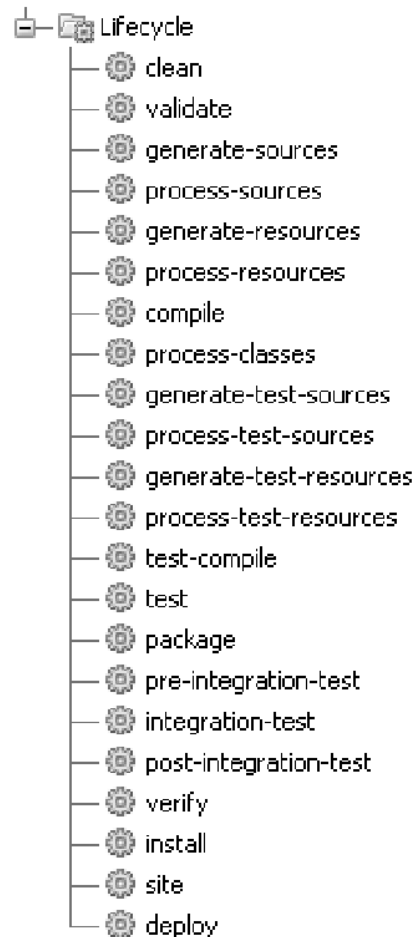 Lifecycle
clean
validate
generate-sources
process-sources
generate-resources
process-resources
compile
process-classes
generate-test-sources
process-test-sources
generate-test-resources
process-test-resources
test-compile
test
package
pre-integration-test
integration-test
post-integration-test
verify
install
site
deploy